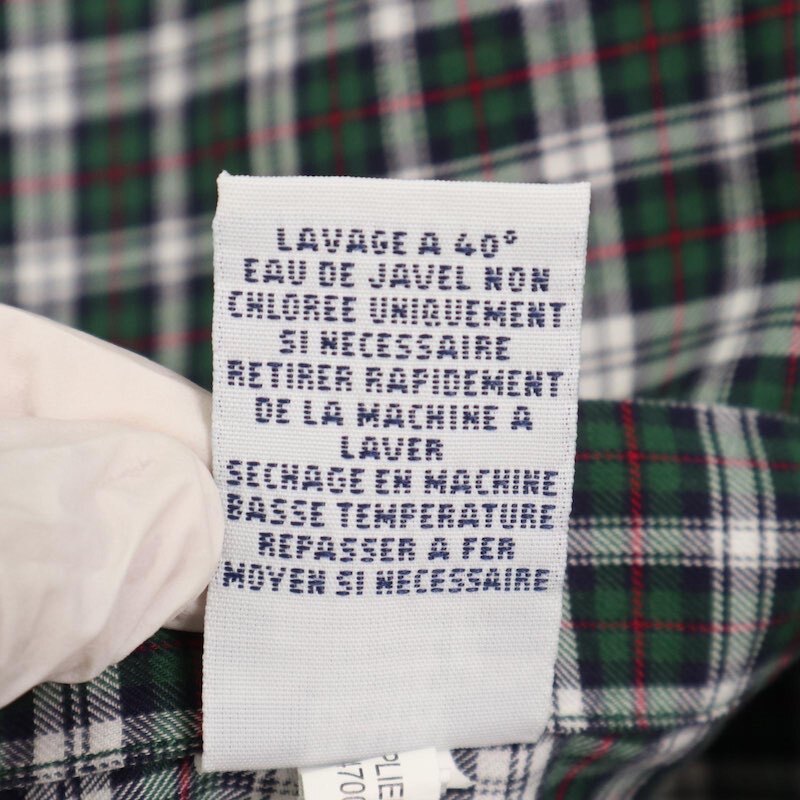 LAVAGE A 40°
EAU DE JAVEL NON
CHLOREE UNIQUEMENT
SI NECESSAIRE
RETIRER RAPIDEMENT
DE LA MACHINE A
LAVER
SECHAGE EN MACHINE
BASSE TEMPERATURE
REPASSER A FER
MOYEN SI NECESSAIRE
PLIE